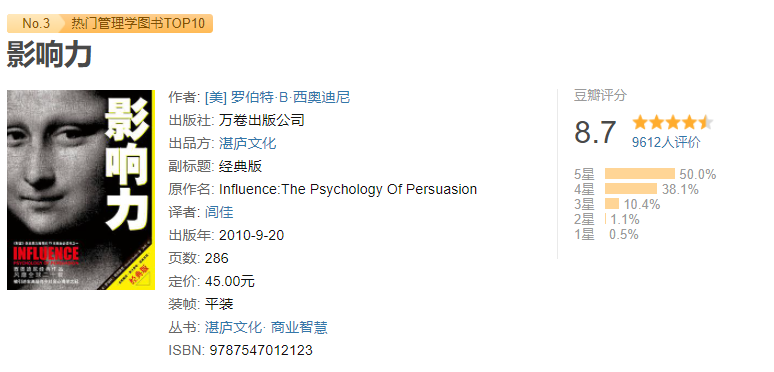 No.3 热门管理学图书TOP10
影响力
影响力
INFLUENCE
PSYCHOLOGY OF PERSUASION
经典版
作者: [美] 罗伯特·B·西奥迪尼
出版社: 万卷出版公司
出品方: 湛庐文化
副标题: 经典版
原作名: Influence:The Psychology Of Persuasion
译者: 闾佳
出版年: 2010-9-20
页数: 286
定价: 45.00元
装帧: 平装
丛书: 湛庐文化· 商业智慧
ISBN: 9787547012123
豆瓣评分
8.7
9612人评价
5星 50.0%
4星 38.1%
3星 10.4%
2星 1.1%
1星 0.5%